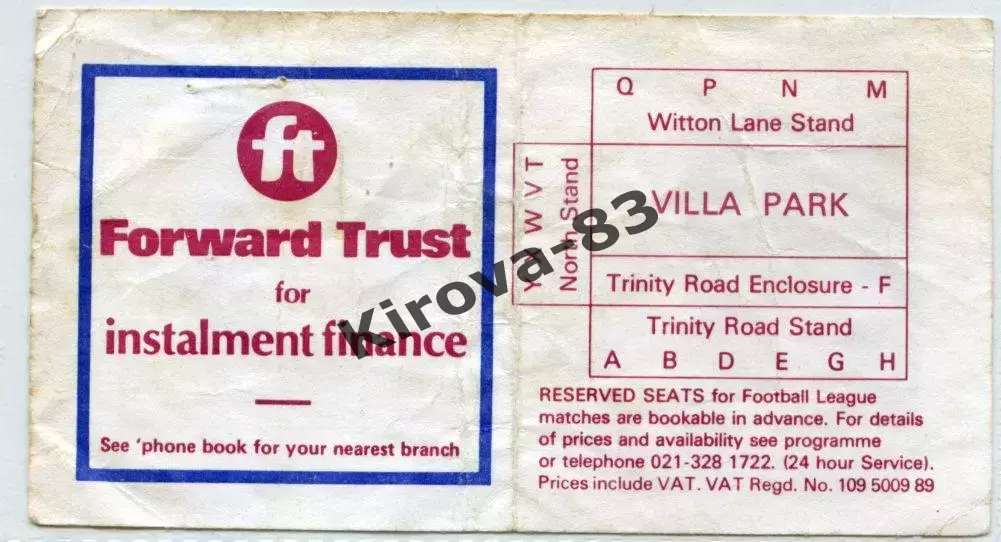 ft
Forward Trust
for
instalment finance
See 'phone book for your nearest branch
Q P N M
Witton Lane Stand
VILLA PARK
Trinity Road Enclosure - F
Trinity Road Stand
A B D E G H
North Stand
RESERVED SEATS for Football League
matches are bookable in advance. For details
of prices and availability see programme
or telephone 021-328 1722. (24 hour Service).
Prices include VAT. VAT Regd. No. 109 5009 89
Kirova-83